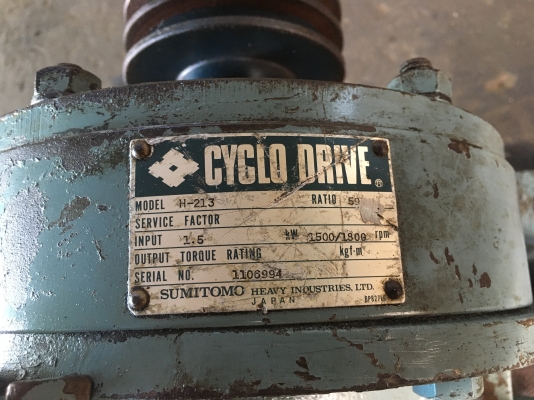 CYCLO DRIVE ®
MODEL H-213 RATIO 59
SERVICE FACTOR
INPUT 1.5 kW 1500/1800 rpm
OUTPUT TORQUE RATING kgf-m
SERIAL NO. 1106994
SUMITOMO HEAVY INDUSTRIES, LTD.
JAPAN